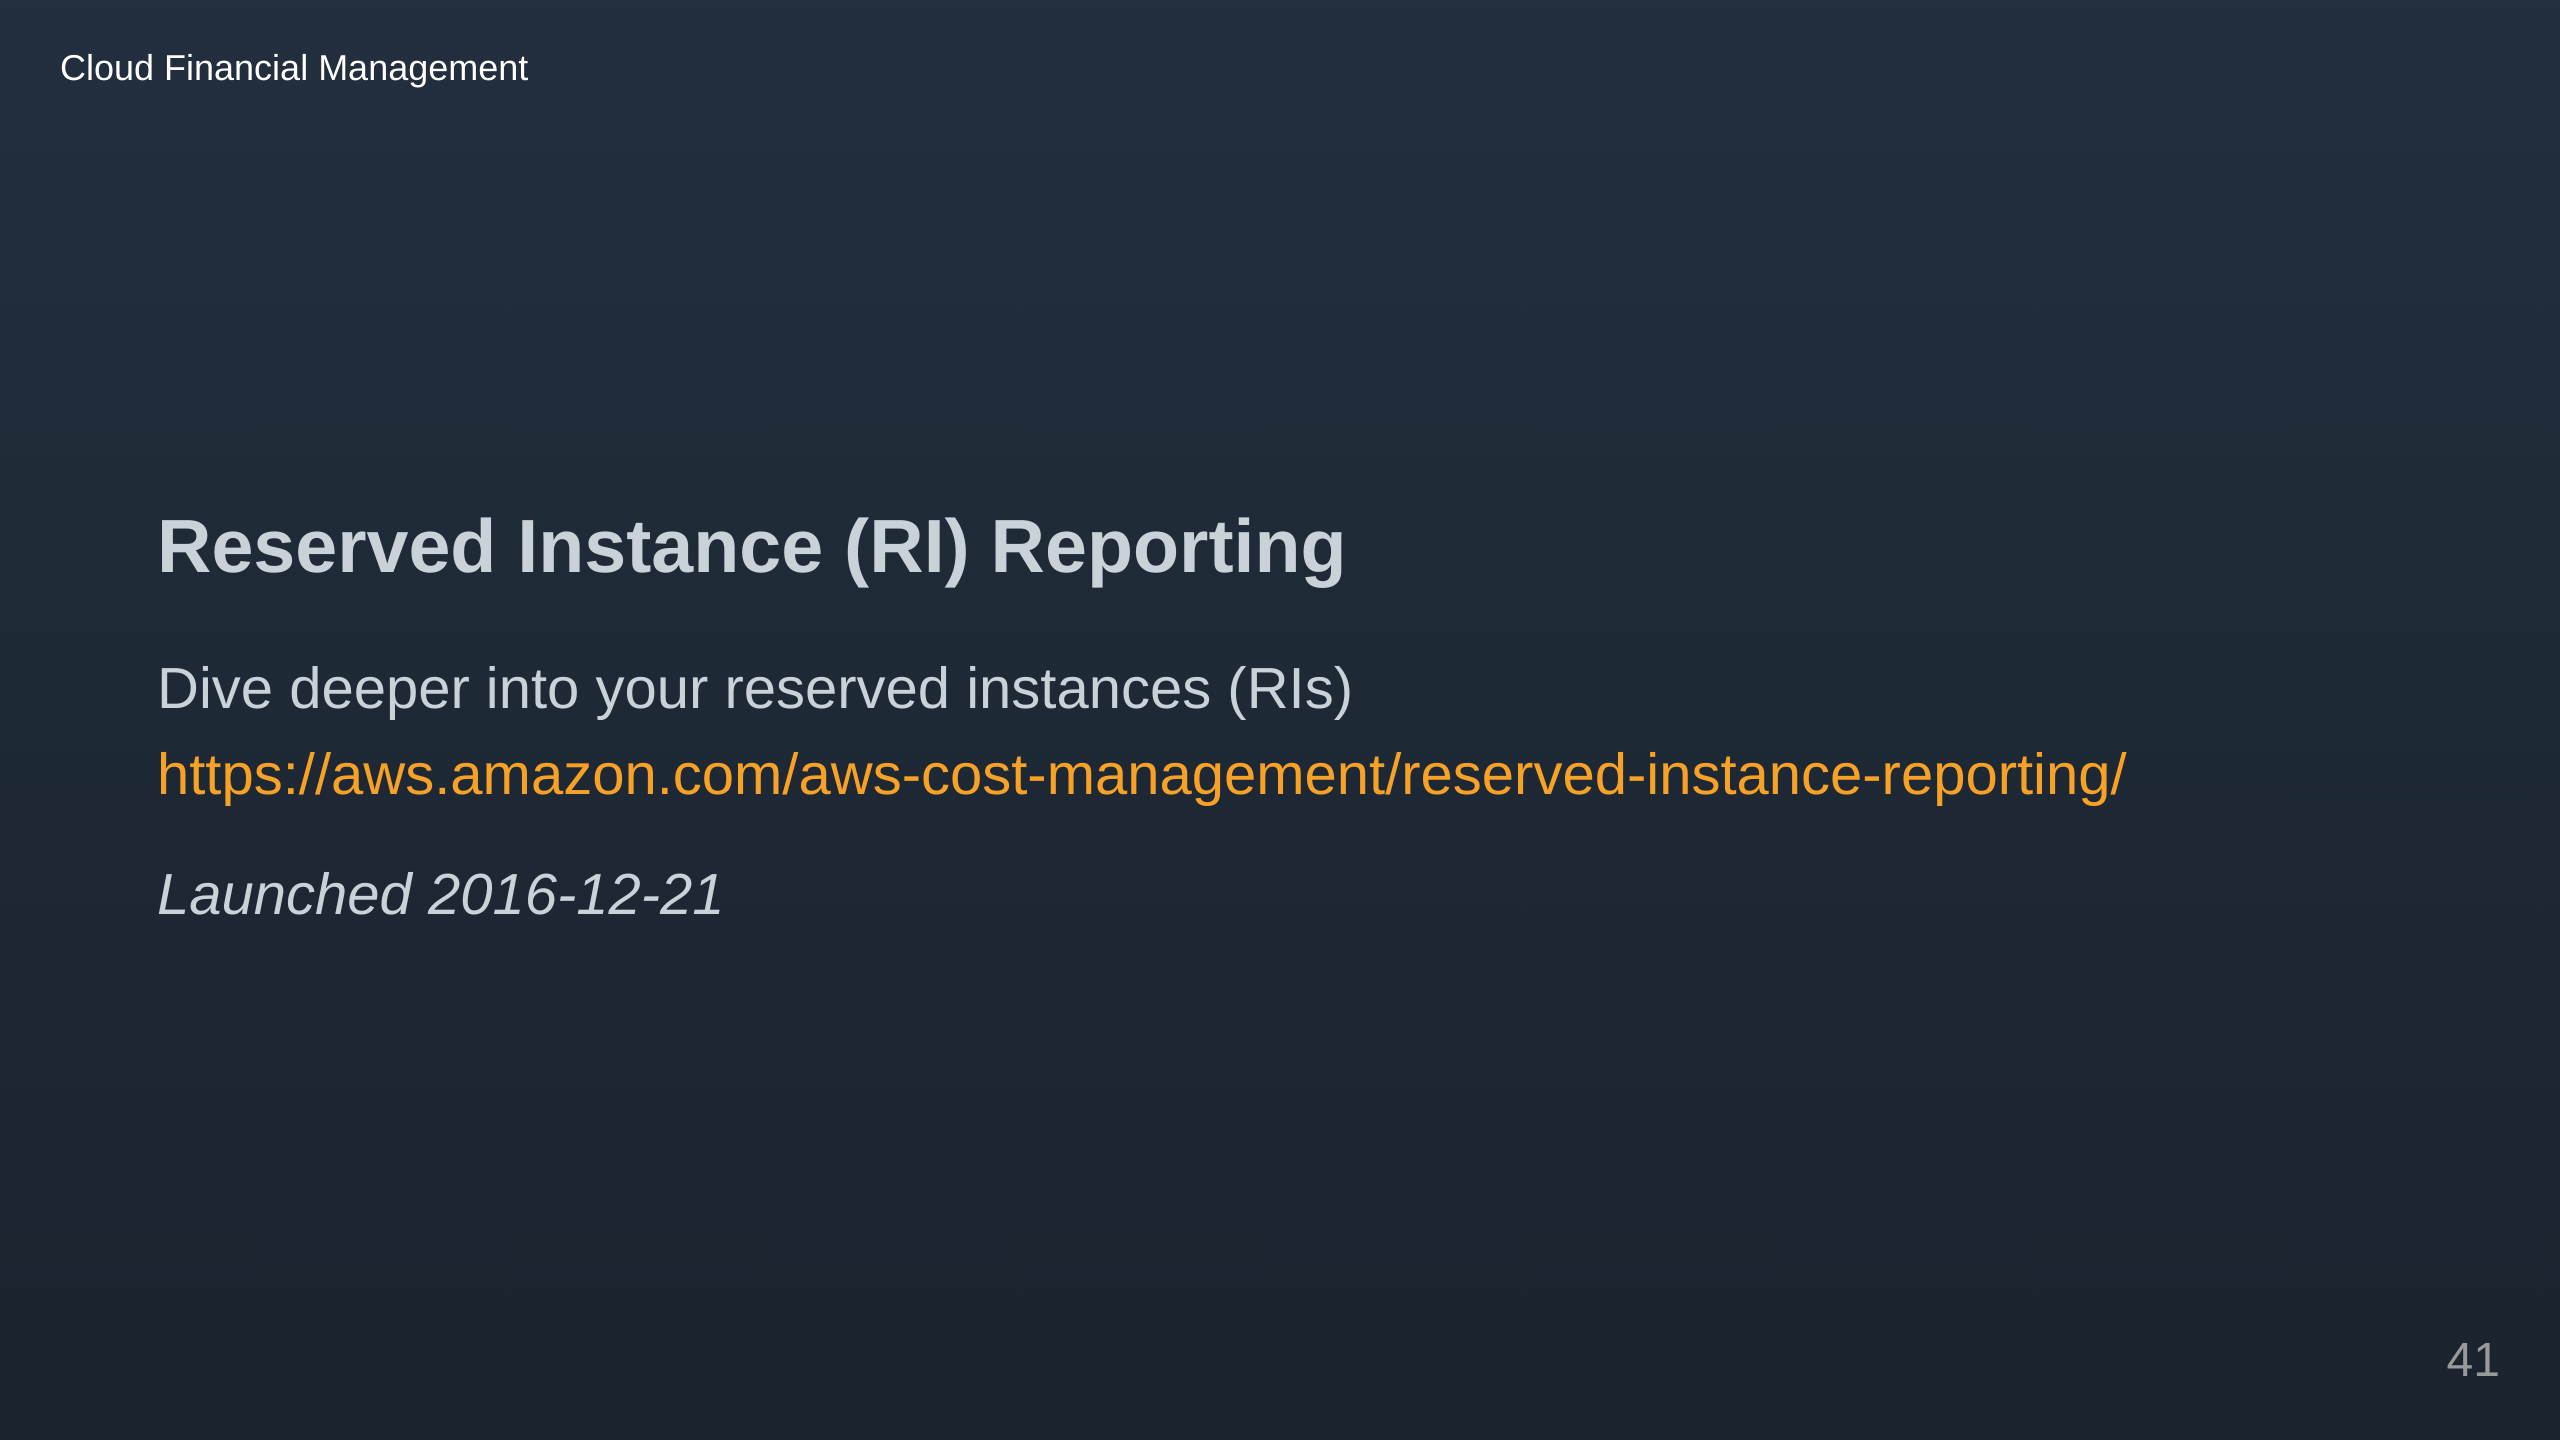 Cloud Financial Management
Reserved Instance (RI) Reporting
Dive deeper into your reserved instances (RIs)
https://aws.amazon.com/aws-cost-management/reserved-instance-reporting/
Launched 2016-12-21
41